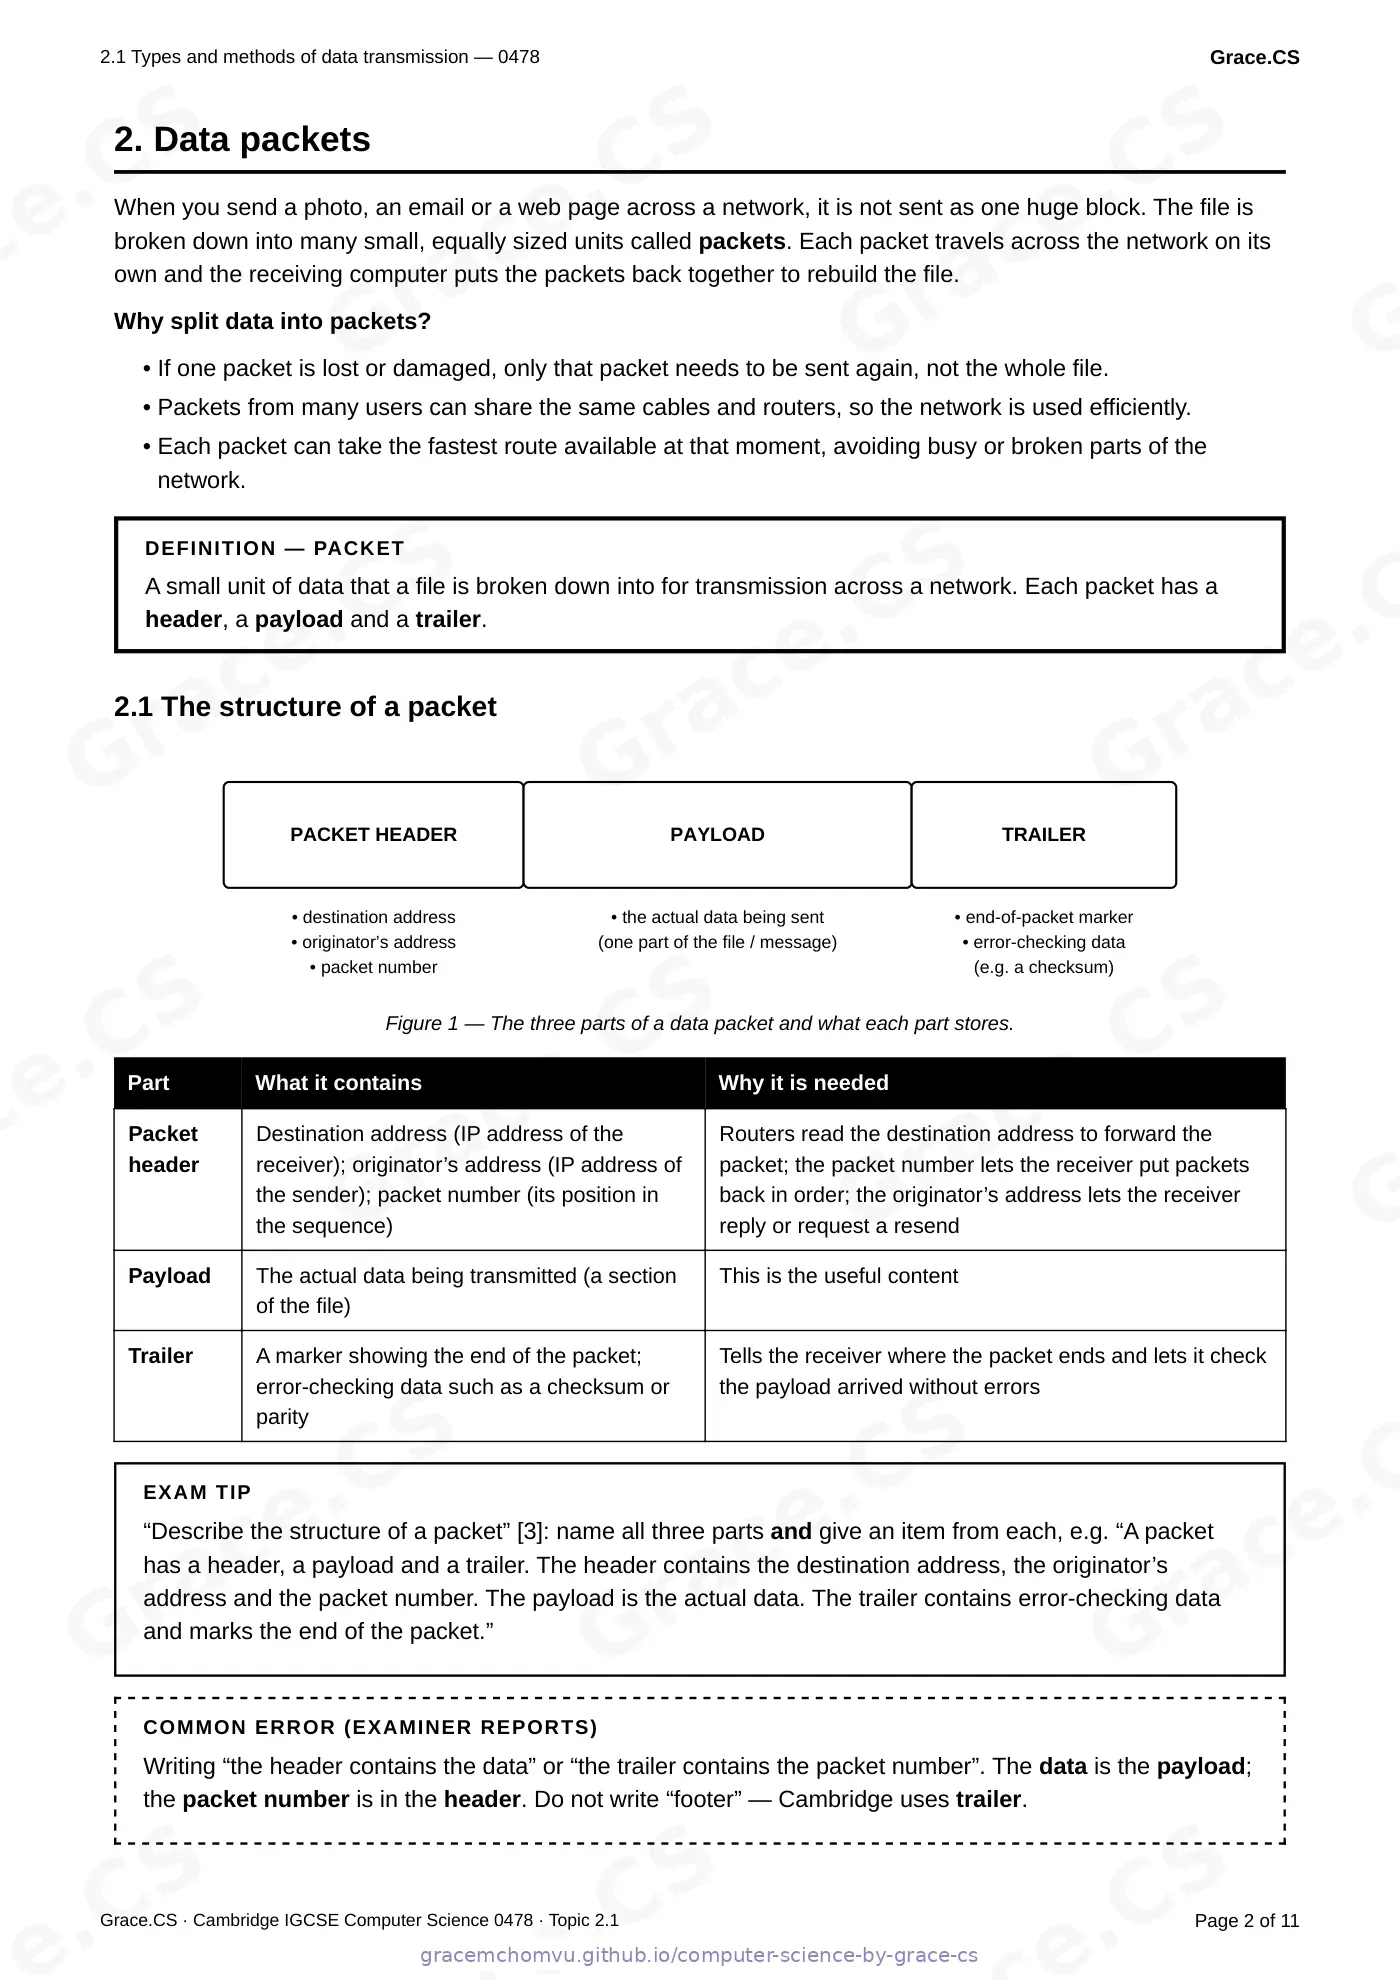 2.1 Types and methods of data transmission — 0478
Grace.CS
2. Data packets
When you send a photo, an email or a web page across a network, it is not sent as one huge block. The file is
broken down into many small, equally sized units called packets. Each packet travels across the network on its
own and the receiving computer puts the packets back together to rebuild the file.
Why split data into packets?
• If one packet is lost or damaged, only that packet needs to be sent again, not the whole file.
• Packets from many users can share the same cables and routers, so the network is used efficiently.
• Each packet can take the fastest route available at that moment, avoiding busy or broken parts of the
network.
DEFINITION — PACKET
A small unit of data that a file is broken down into for transmission across a network. Each packet has a
header, a payload and a trailer.
2.1 The structure of a packet
PACKET HEADER
PAYLOAD
TRAILER
• destination address
• originator’s address
• packet number
• the actual data being sent
(one part of the file / message)
• end-of-packet marker
• error-checking data
(e.g. a checksum)
Figure 1 — The three parts of a data packet and what each part stores.
Part
What it contains
Why it is needed
Packet
header
Destination address (IP address of the
receiver); originator’s address (IP address of
the sender); packet number (its position in
the sequence)
Routers read the destination address to forward the
packet; the packet number lets the receiver put packets
back in order; the originator’s address lets the receiver
reply or request a resend
Payload
The actual data being transmitted (a section
of the file)
This is the useful content
Trailer
A marker showing the end of the packet;
error-checking data such as a checksum or
parity
Tells the receiver where the packet ends and lets it check
the payload arrived without errors
EXAM TIP
“Describe the structure of a packet” [3]: name all three parts and give an item from each, e.g. “A packet
has a header, a payload and a trailer. The header contains the destination address, the originator’s
address and the packet number. The payload is the actual data. The trailer contains error-checking data
and marks the end of the packet.”
COMMON ERROR (EXAMINER REPORTS)
Writing “the header contains the data” or “the trailer contains the packet number”. The data is the payload;
the packet number is in the header. Do not write “footer” — Cambridge uses trailer.
Grace.CS · Cambridge IGCSE Computer Science 0478 · Topic 2.1
Page 2 of 11
gracemchomvu.github.io/computer-science-by-grace-cs